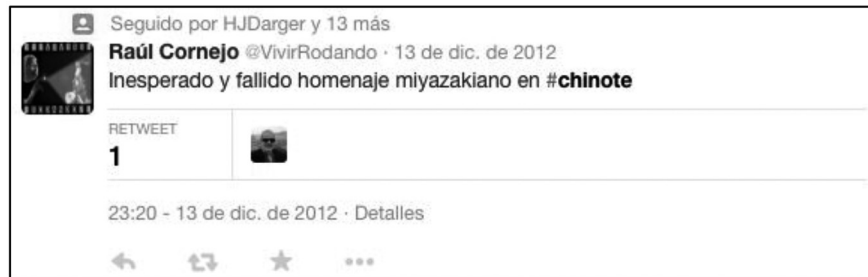 Seguido por HJDarger y 13 más
Raúl Cornejo @VivirRodando · 13 de dic. de 2012
Inesperado y fallido homenaje miyazakiano en #chinote
RETWEET
1
23:20 - 13 de dic. de 2012 · Detalles